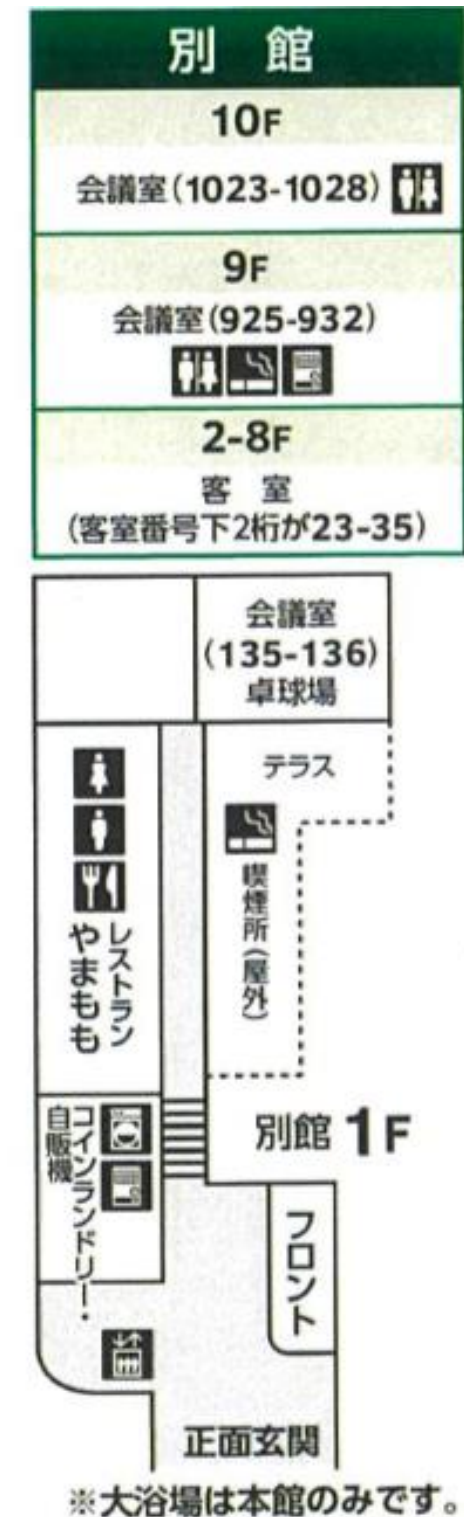 別 館
10F
会議室(1023-1028)
9F
会議室(925-932)
2-8F
客 室
(客室番号下2桁が23-35)
会議室
(135-136)
卓球場
テラス
喫煙所(屋外)
レストラン
やまもも
別館 1F
コインランドリー・
自販機
フロント
正面玄関
※大浴場は本館のみです。